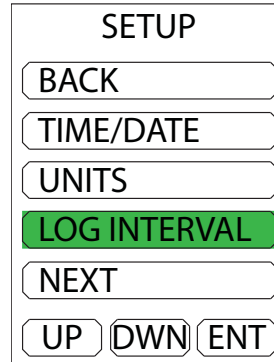 SETUP
BACK
TIME/DATE
UNITS
LOG INTERVAL
NEXT
UP DWN ENT